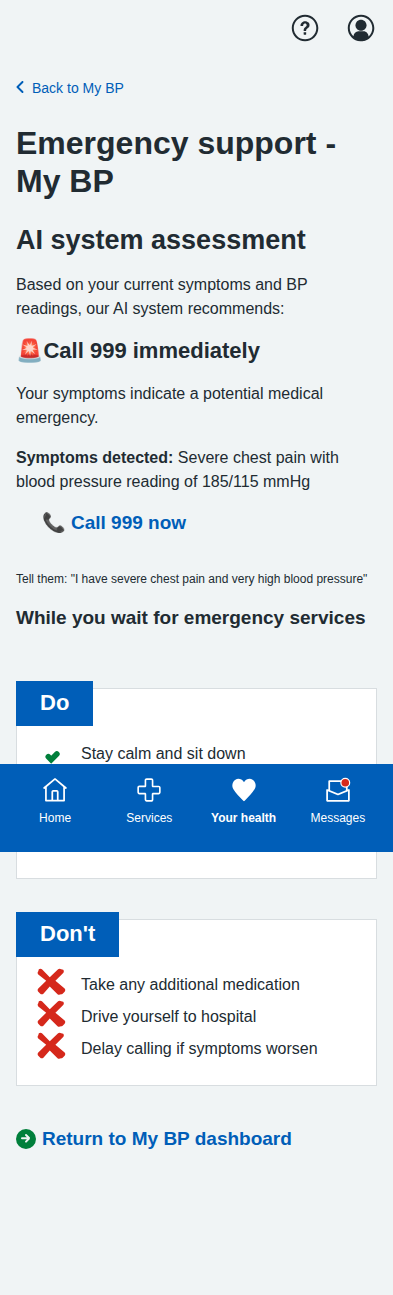 Back to My BP
Emergency support -
My BP
AI system assessment
Based on your current symptoms and BP
readings, our AI system recommends:
🚨Call 999 immediately
Your symptoms indicate a potential medical
emergency.
Symptoms detected: Severe chest pain with
blood pressure reading of 185/115 mmHg
📞 Call 999 now
Tell them: "I have severe chest pain and very high blood pressure"
While you wait for emergency services
Do
Stay calm and sit down
Home Services Your health Messages
Don't
Take any additional medication
Drive yourself to hospital
Delay calling if symptoms worsen
Return to My BP dashboard